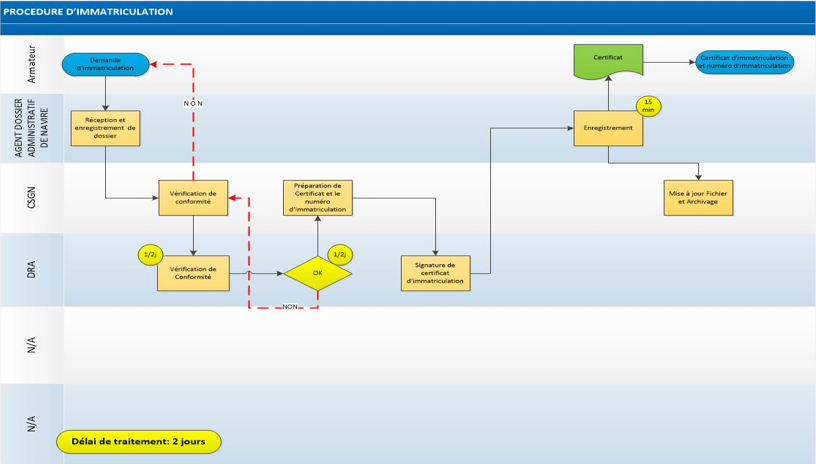 PROCEDURE D'IMMATRICULATION
Armateur
Demande
d'immatriculation
Certificat
Certificat d'immatriculation
et numéro d'immatriculation
NON
AGENT DOSSIER
ADMINISTRATIF
DE NAVIRE
Réception et
enregistrement de
dossier
15
min
Enregistrement
CSGN
Vérification de
conformité
Préparation de
Certificat et le
numéro
d'immatriculation
Mise à jour Fichier
et Archivage
DRA
1/2j
Vérification de
Conformité
1/2j
OK
Signature de
certificat
d'immatriculation
NON
N/A
N/A
Délai de traitement: 2 jours